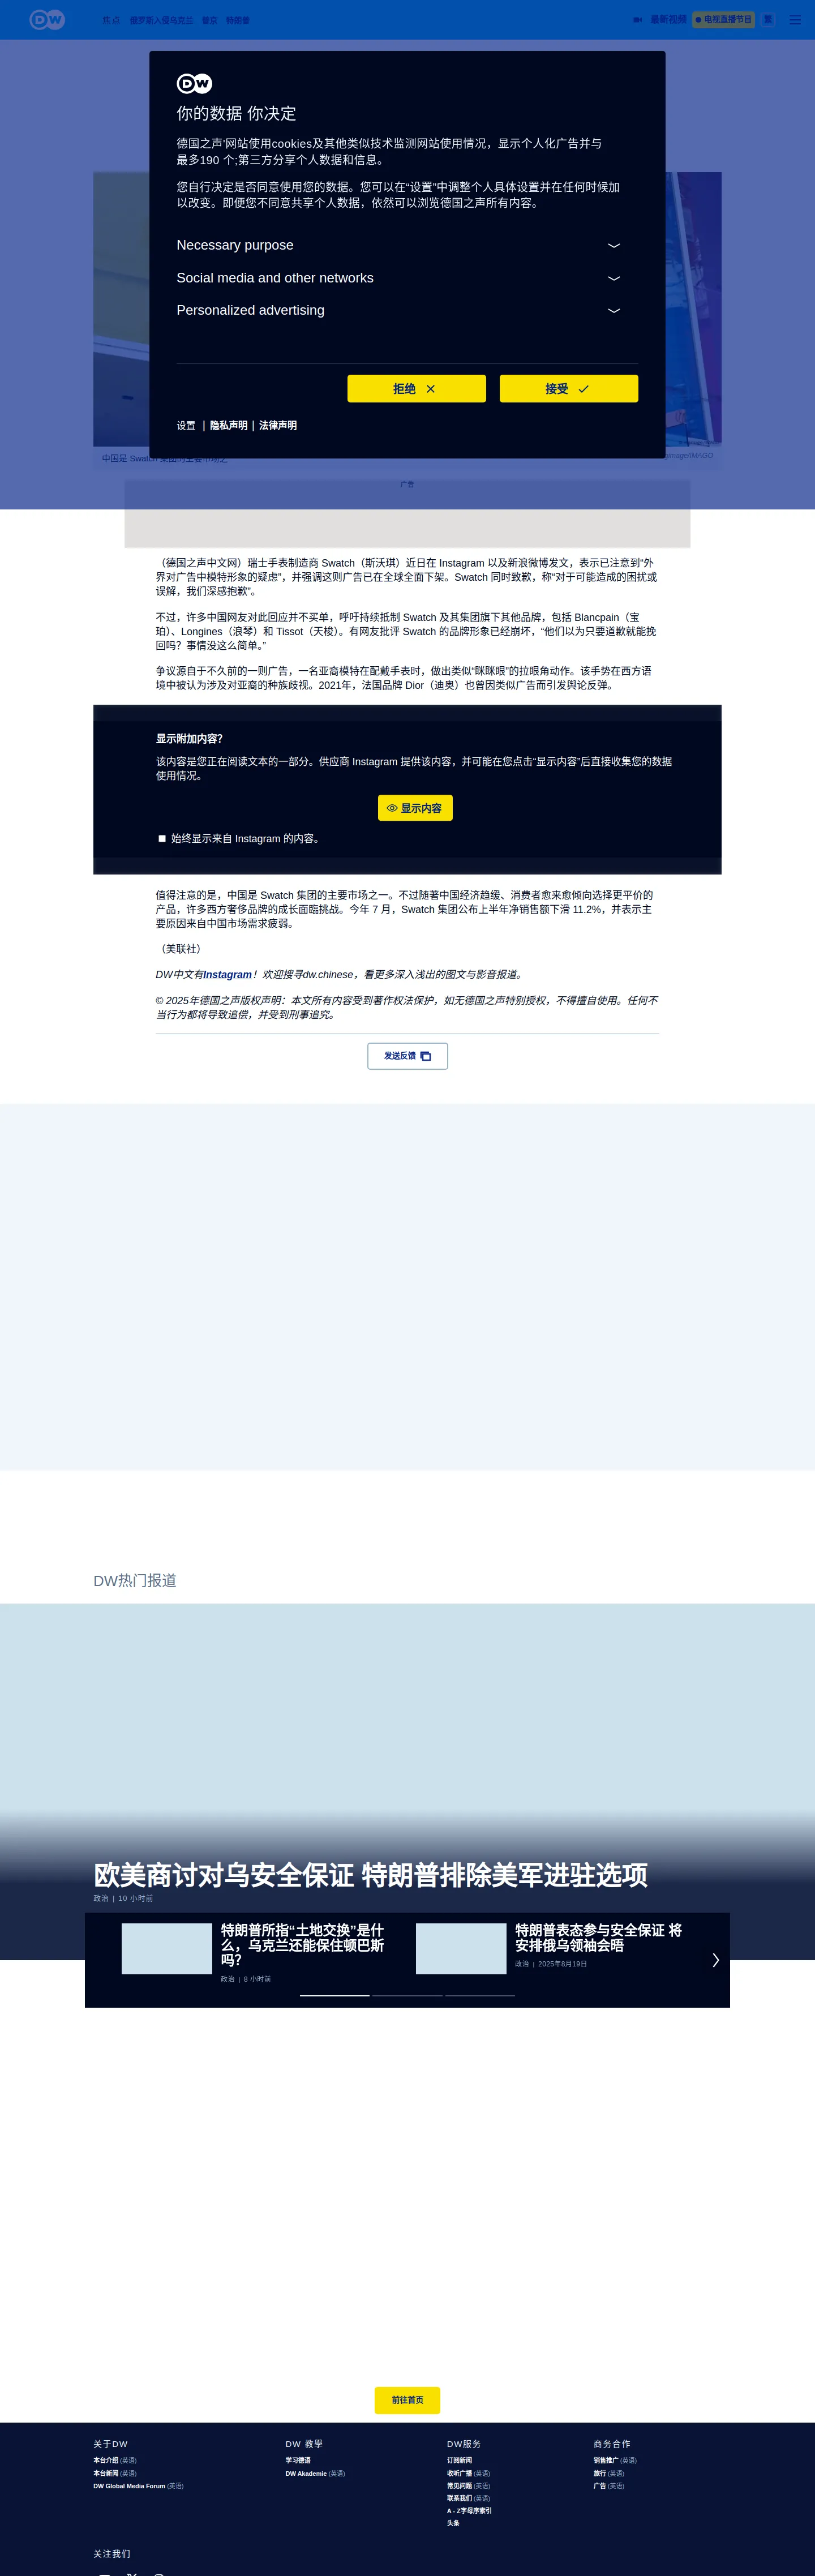 DW
焦点 俄罗斯入侵乌克兰 普京 特朗普
最新视频 电视直播节目 繁
DW
你的数据 你决定
德国之声'网站使用cookies及其他类似技术监测网站使用情况，显示个人化广告并与
最多190 个;第三方分享个人数据和信息。
您自行决定是否同意使用您的数据。您可以在“设置”中调整个人具体设置并在任何时候加
以改变。即便您不同意共享个人数据，依然可以浏览德国之声所有内容。
Necessary purpose
Social media and other networks
Personalized advertising
拒绝 接受
设置 | 隐私声明 | 法律声明
中国是 Swatch 集团的主要市场之
image/IMAGO
广告
（德国之声中文网）瑞士手表制造商 Swatch（斯沃琪）近日在 Instagram 以及新浪微博发文，表示已注意到“外
界对广告中模特形象的疑虑”，并强调这则广告已在全球全面下架。Swatch 同时致歉，称“对于可能造成的困扰或
误解，我们深感抱歉”。
不过，许多中国网友对此回应并不买单，呼吁持续抵制 Swatch 及其集团旗下其他品牌，包括 Blancpain（宝
珀）、Longines（浪琴）和 Tissot（天梭）。有网友批评 Swatch 的品牌形象已经崩坏，“他们以为只要道歉就能挽
回吗？事情没这么简单。”
争议源自于不久前的一则广告，一名亚裔模特在配戴手表时，做出类似“眯眯眼”的拉眼角动作。该手势在西方语
境中被认为涉及对亚裔的种族歧视。2021年，法国品牌 Dior（迪奥）也曾因类似广告而引发舆论反弹。
显示附加内容？
该内容是您正在阅读文本的一部分。供应商 Instagram 提供该内容，并可能在您点击“显示内容”后直接收集您的数据
使用情况。
显示内容
始终显示来自 Instagram 的内容。
值得注意的是，中国是 Swatch 集团的主要市场之一。不过随著中国经济趋缓、消费者愈来愈倾向选择更平价的
产品，许多西方奢侈品牌的成长面临挑战。今年 7 月，Swatch 集团公布上半年净销售额下滑 11.2%，并表示主
要原因来自中国市场需求疲弱。
（美联社）
DW中文有Instagram！欢迎搜寻dw.chinese，看更多深入浅出的图文与影音报道。
© 2025年德国之声版权声明：本文所有内容受到著作权法保护，如无德国之声特别授权，不得擅自使用。任何不
当行为都将导致追偿，并受到刑事追究。
发送反馈
DW热门报道
欧美商讨对乌安全保证 特朗普排除美军进驻选项
政治 | 10 小时前
特朗普所指“土地交换”是什
么，乌克兰还能保住顿巴斯
吗？
政治 | 8 小时前
特朗普表态参与安全保证 将
安排俄乌领袖会晤
政治 | 2025年8月19日
前往首页
关于DW
本台介绍 (英语)
本台新闻 (英语)
DW Global Media Forum (英语)
DW 教學
学习德语
DW Akademie (英语)
DW服务
订阅新闻
收听广播 (英语)
常见问题 (英语)
联系我们 (英语)
A - Z字母序索引
头条
商务合作
销售推广 (英语)
旅行 (英语)
广告 (英语)
关注我们